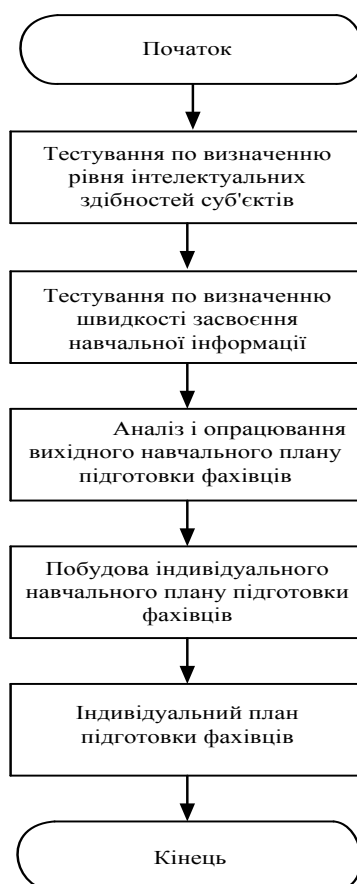 Початок
Тестування по визначенню
рівня інтелектуальних
здібностей суб'єктів
Тестування по визначенню
швидкості засвоєння
навчальної інформації
Аналіз і опрацювання
вихідного навчального плану
підготовки фахівців
Побудова індивідуального
навчального плану підготовки
фахівців
Індивідуальний план
підготовки фахівців
Кінець